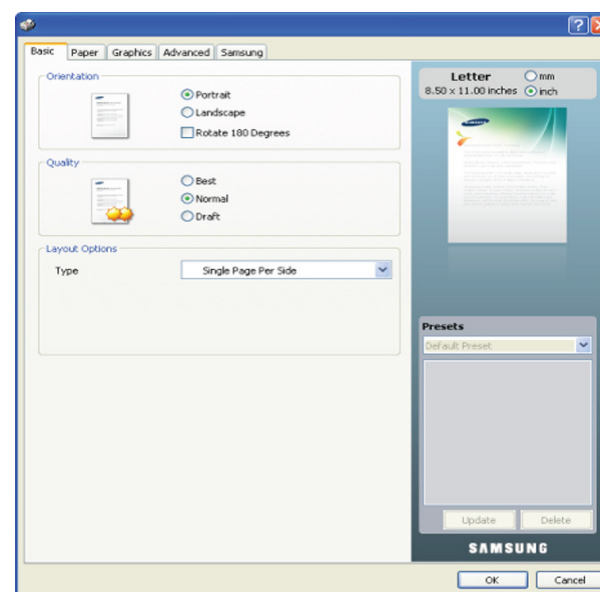 Basic Paper Graphics Advanced Samsung
Orientation
Portrait
Landscape
Rotate 180 Degrees
Quality
Best
Normal
Draft
Layout Options
Type Single Page Per Side
Letter mm
8.50 x 11.00 inches inch
Presets
Default Preset
Update Delete
SAMSUNG
OK Cancel